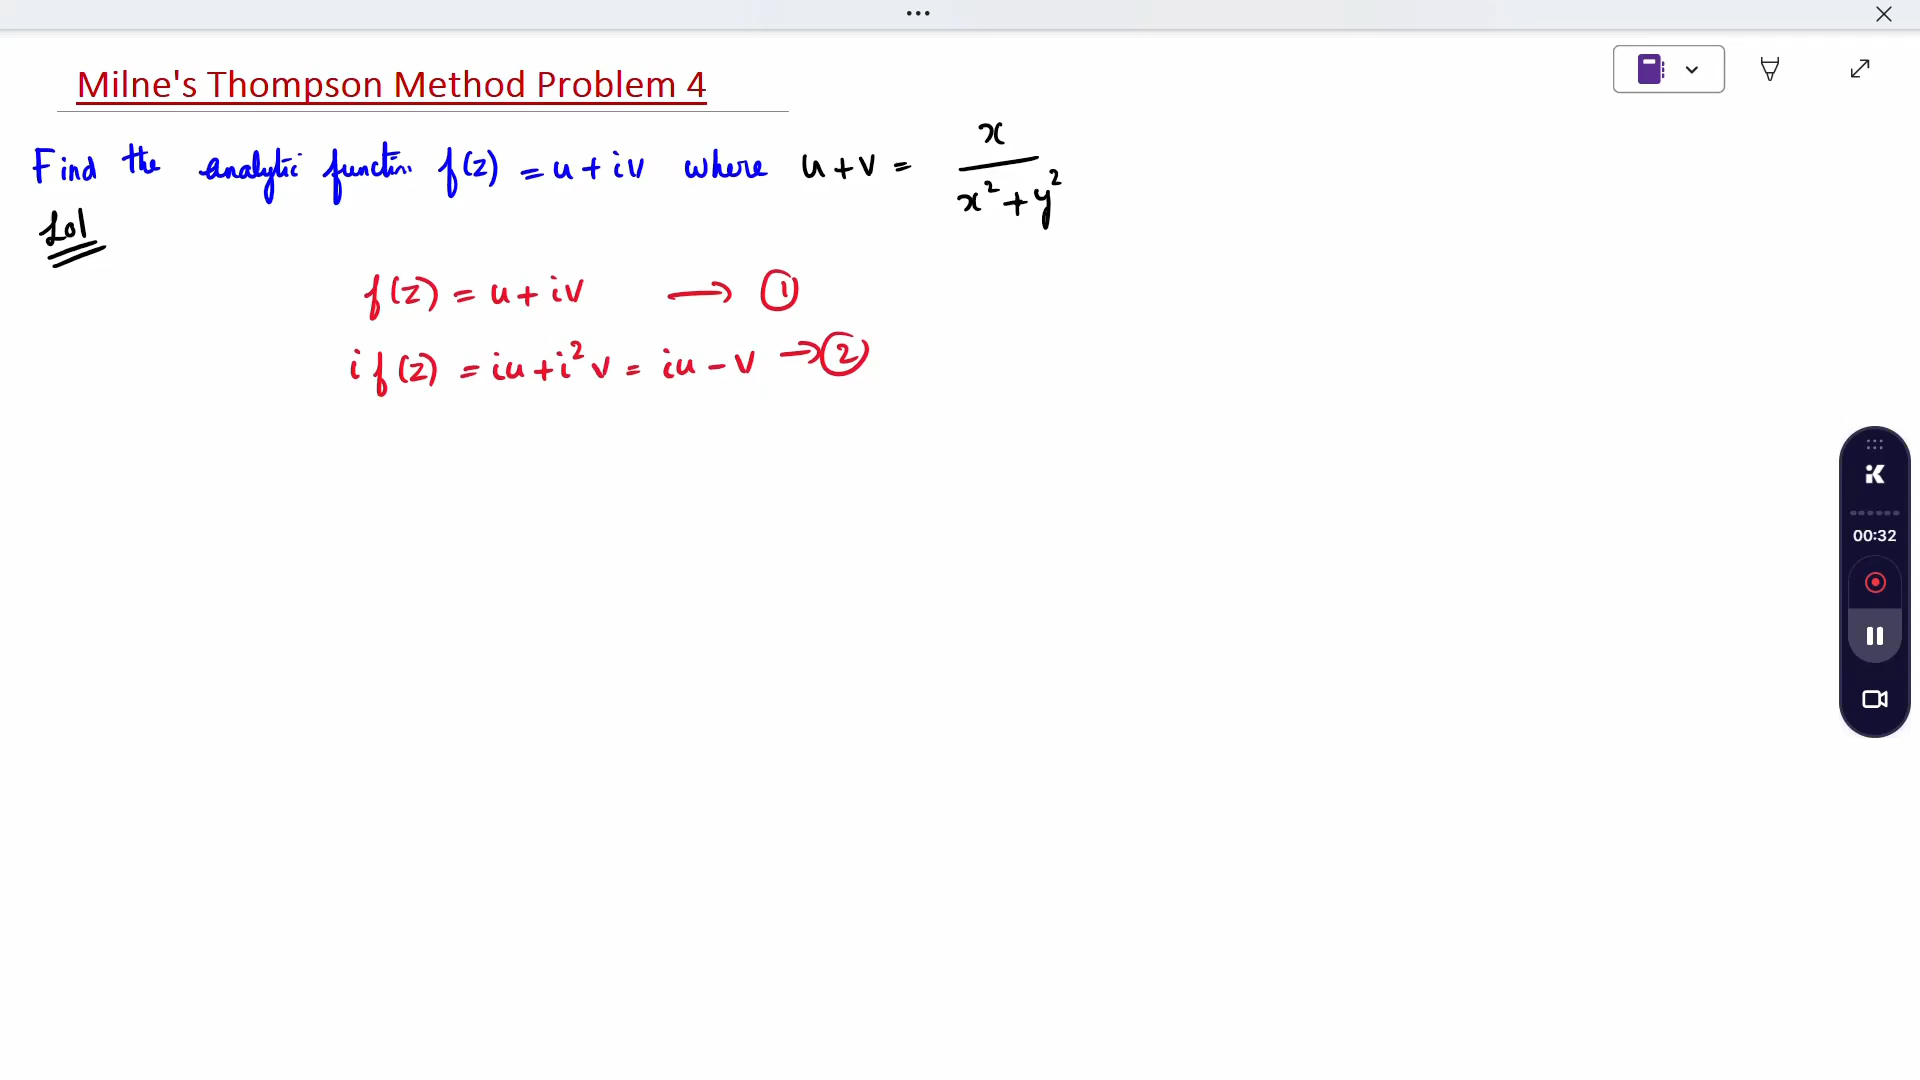 Milne's Thompson Method Problem 4
Find the analytic function f(z) = u + iv where u + v = x / (x² + y²)
Sol
f(z) = u + iv → ①
i f(z) = iu + i² v = iu - v → ②
00:32